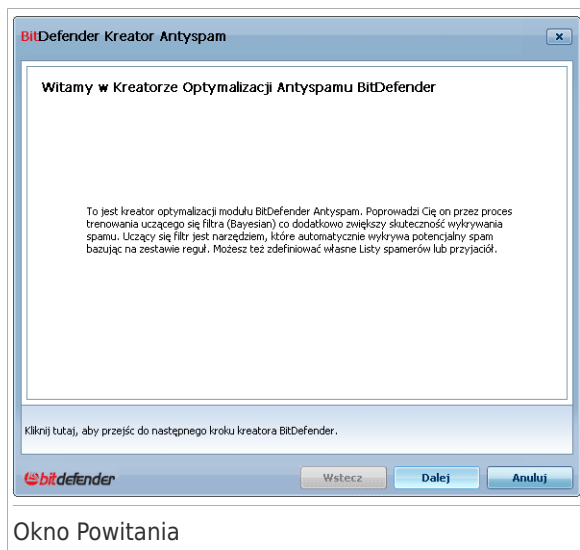 BitDefender Kreator Antyspam
x
Witamy w Kreatorze Optymalizacji Antyspamu BitDefender
To jest kreator optymalizacji modułu BitDefender Antyspam. Poprowadzi Cię on przez proces
trenowania uczącego się filtra (Bayesian) co dodatkowo zwiększy skuteczność wykrywania
spamu. Uczący się filtr jest narzędziem, które automatycznie wykrywa potencjalny spam
bazując na zestawie reguł. Możesz też zdefiniować własne Listy spamerów lub przyjaciół.
Kliknij tutaj, aby przejśc do następnego kroku kreatora BitDefender.
bitdefender
Wstecz
Dalej
Anuluj
Okno Powitania